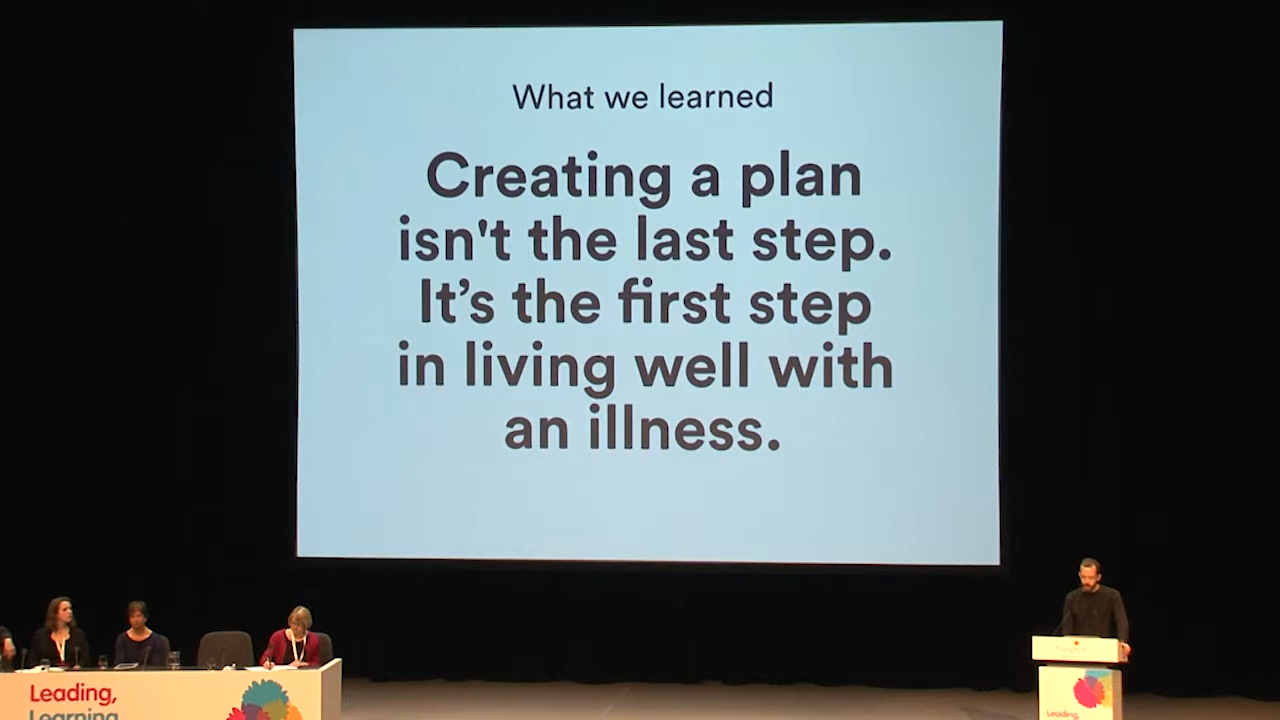 What we learned
Creating a plan
isn't the last step.
It’s the first step
in living well with
an illness.
Leading,
Learning
Leading,